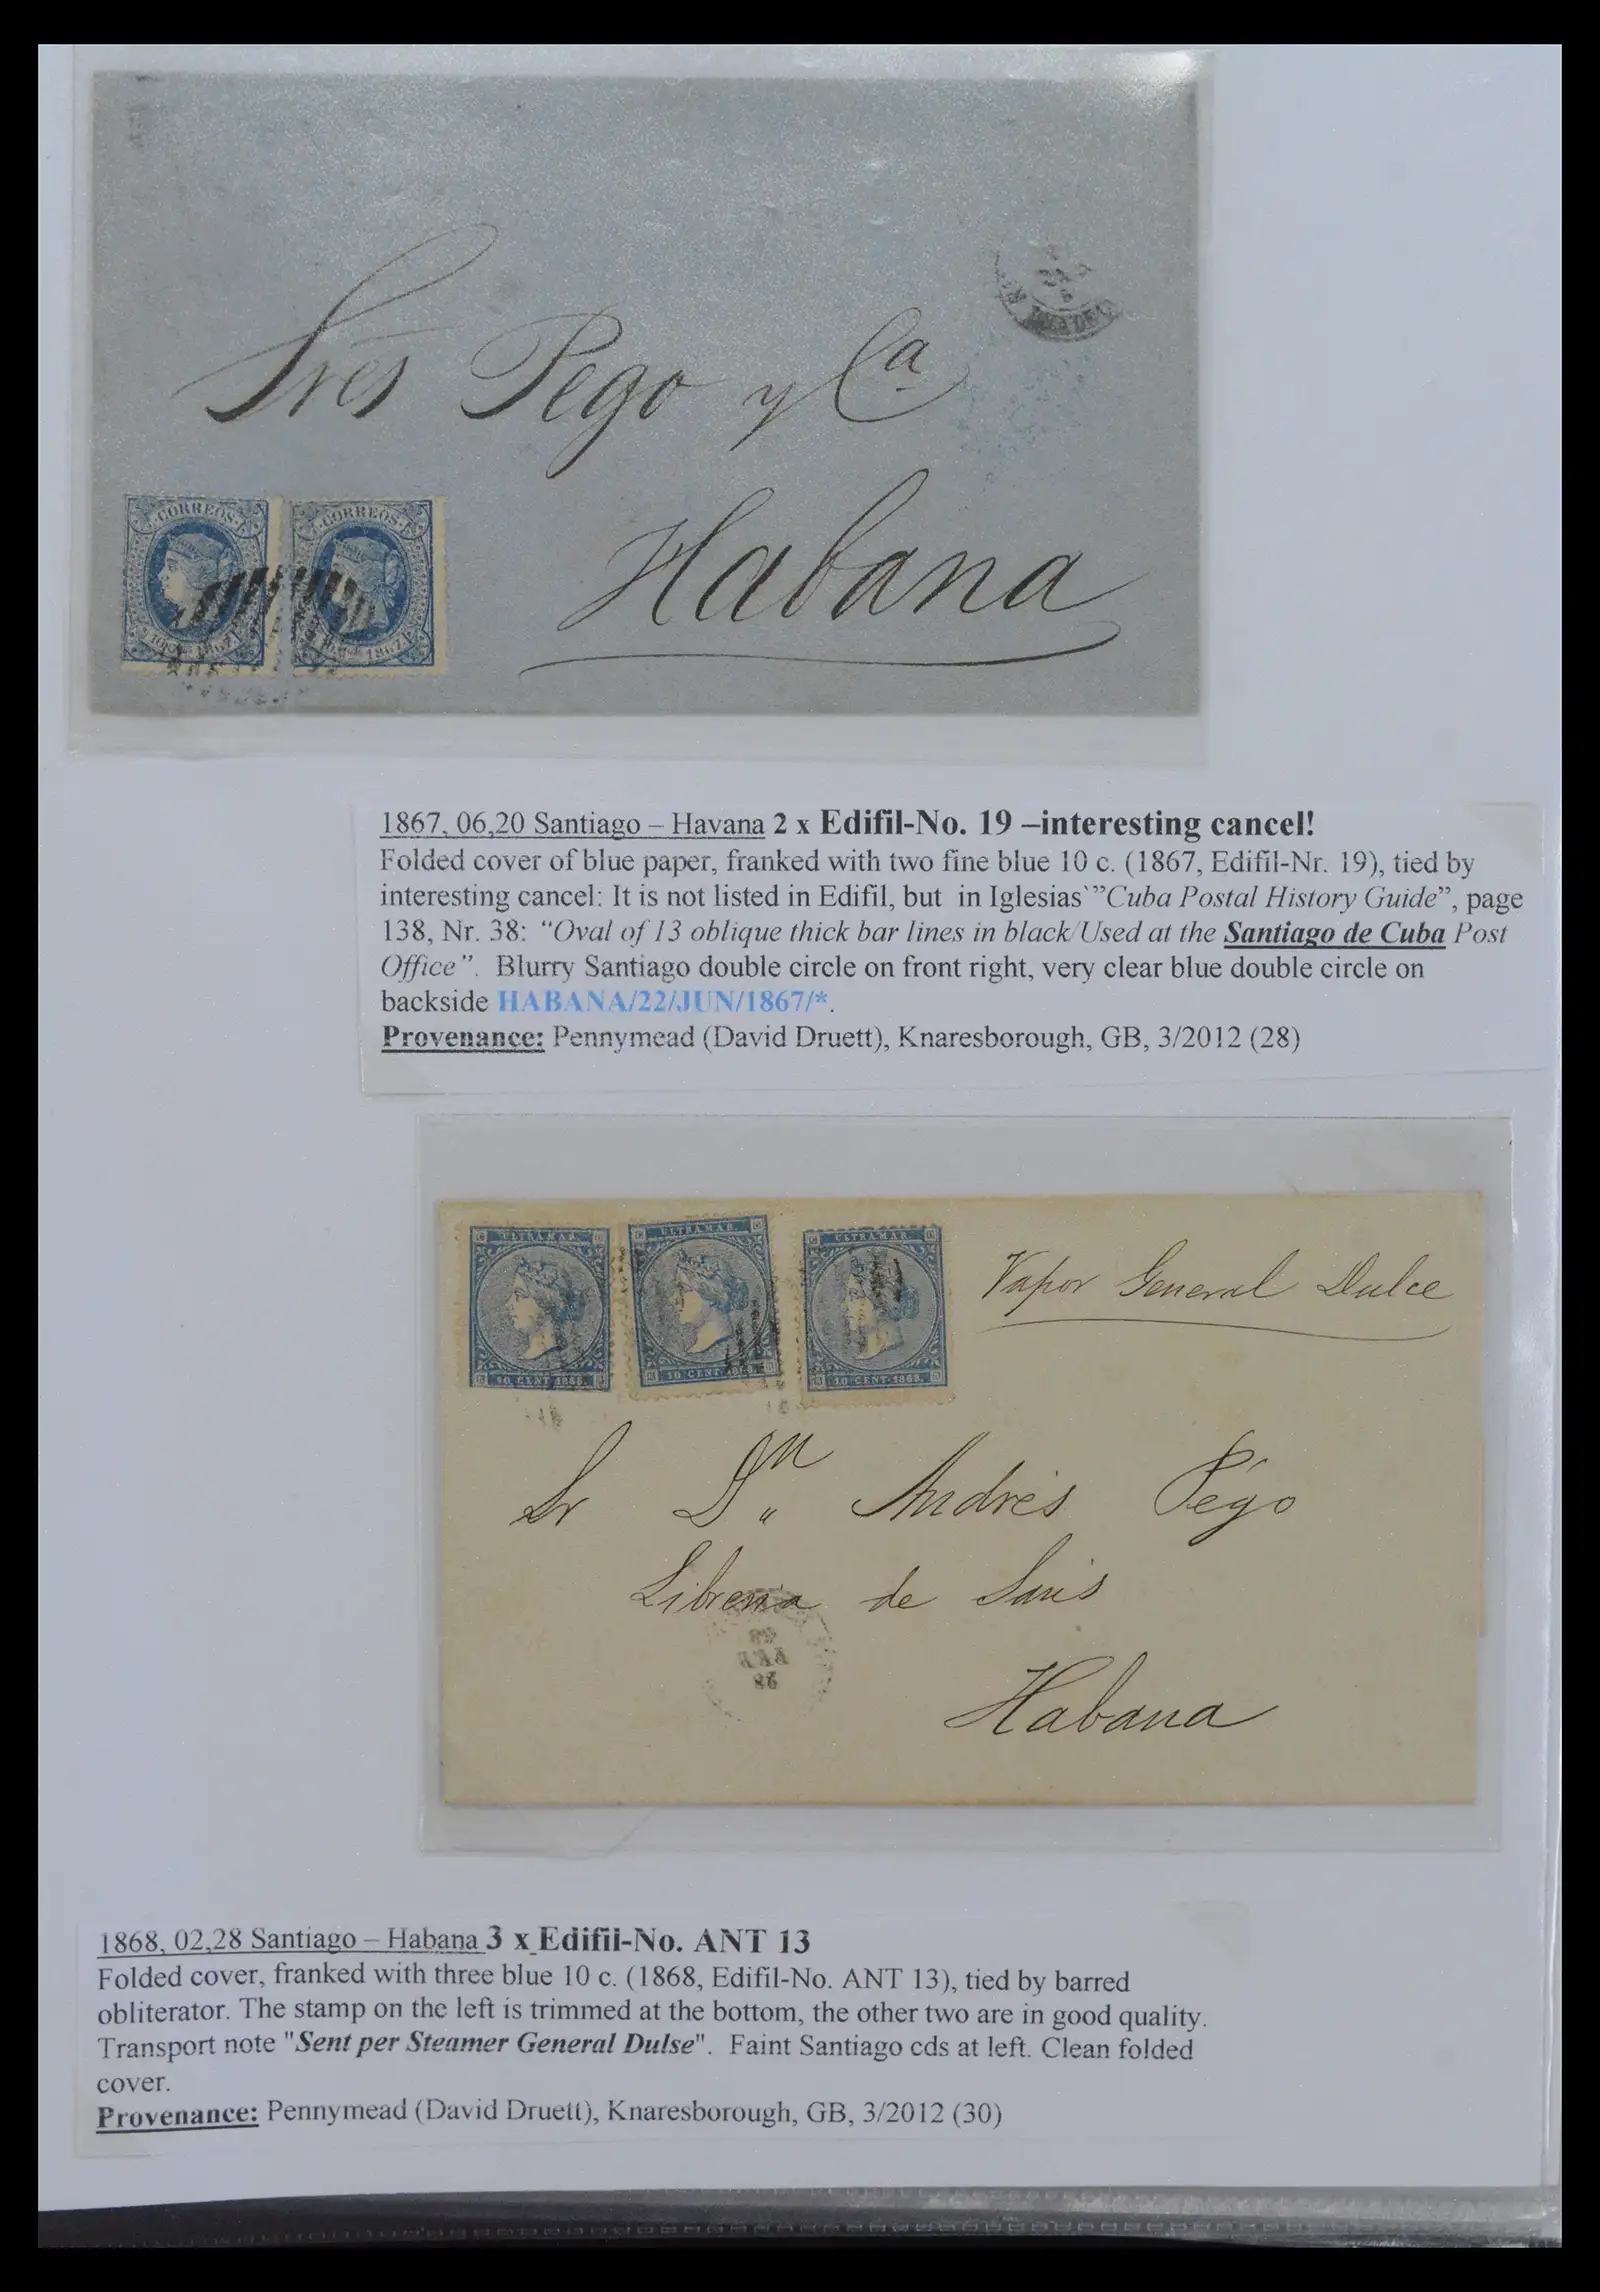 Srés Pego y Cª
Habana
CORREOS
CORREOS
1867
1867
1867, 06,20 Santiago – Havana 2 x Edifil-No. 19 –interesting cancel!
Folded cover of blue paper, franked with two fine blue 10 c. (1867, Edifil-Nr. 19), tied by
interesting cancel: It is not listed in Edifil, but in Iglesias`”Cuba Postal History Guide”, page
138, Nr. 38: “Oval of 13 oblique thick bar lines in black/Used at the Santiago de Cuba Post
Office”. Blurry Santiago double circle on front right, very clear blue double circle on
backside HABANA/22/JUN/1867/*.
Provenance: Pennymead (David Druett), Knaresborough, GB, 3/2012 (28)
ULTRAMAR.
ULTRAMAR.
ULTRAMAR.
10 CENT 1868.
10 CENT 1868.
10 CENT 1868.
Vapor General Dulce
Sr Dn Andrés Pégo
Libreria de Sans
68
FEB
28
Habana
1868, 02,28 Santiago – Habana 3 x Edifil-No. ANT 13
Folded cover, franked with three blue 10 c. (1868, Edifil-No. ANT 13), tied by barred
obliterator. The stamp on the left is trimmed at the bottom, the other two are in good quality.
Transport note "Sent per Steamer General Dulse". Faint Santiago cds at left. Clean folded
cover.
Provenance: Pennymead (David Druett), Knaresborough, GB, 3/2012 (30)